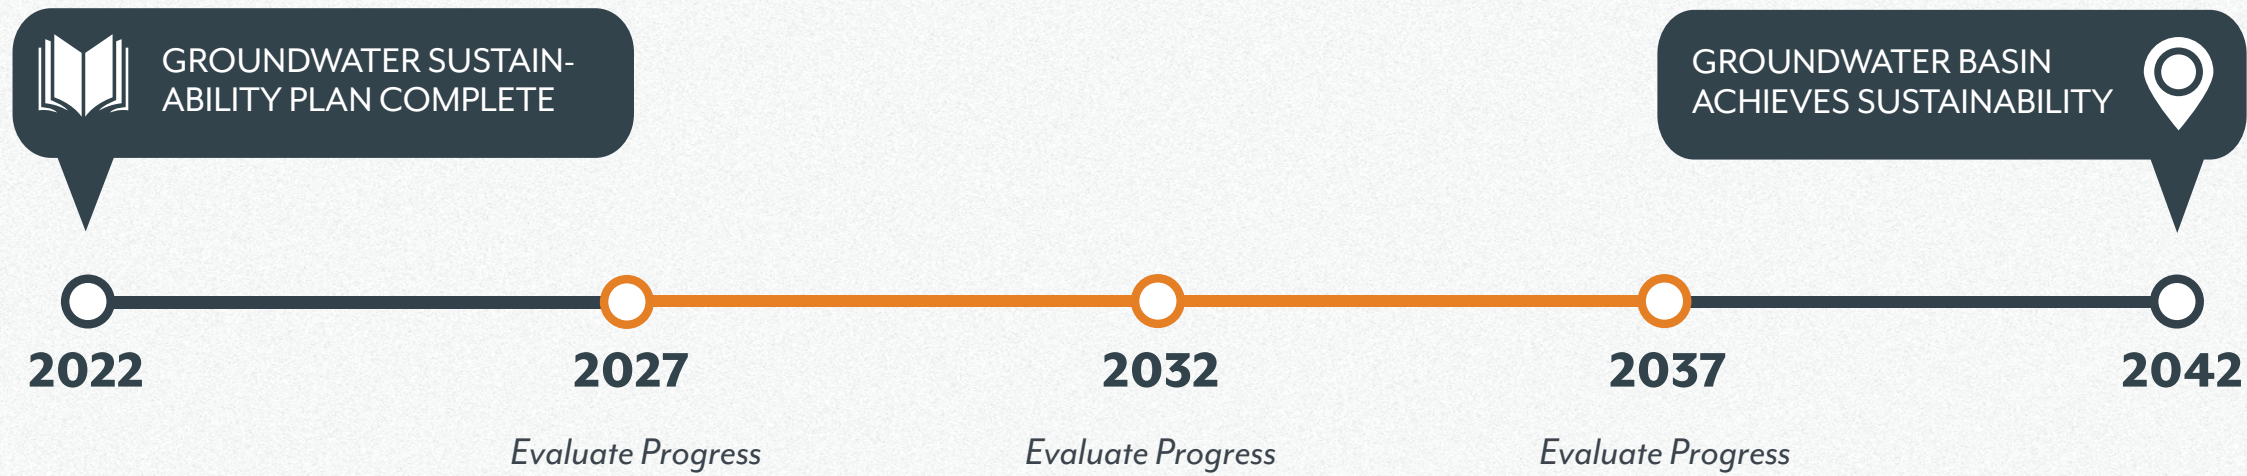 GROUNDWATER SUSTAIN-
ABILITY PLAN COMPLETE
GROUNDWATER BASIN
ACHIEVES SUSTAINABILITY
2022
2027
2032
2037
2042
Evaluate Progress
Evaluate Progress
Evaluate Progress